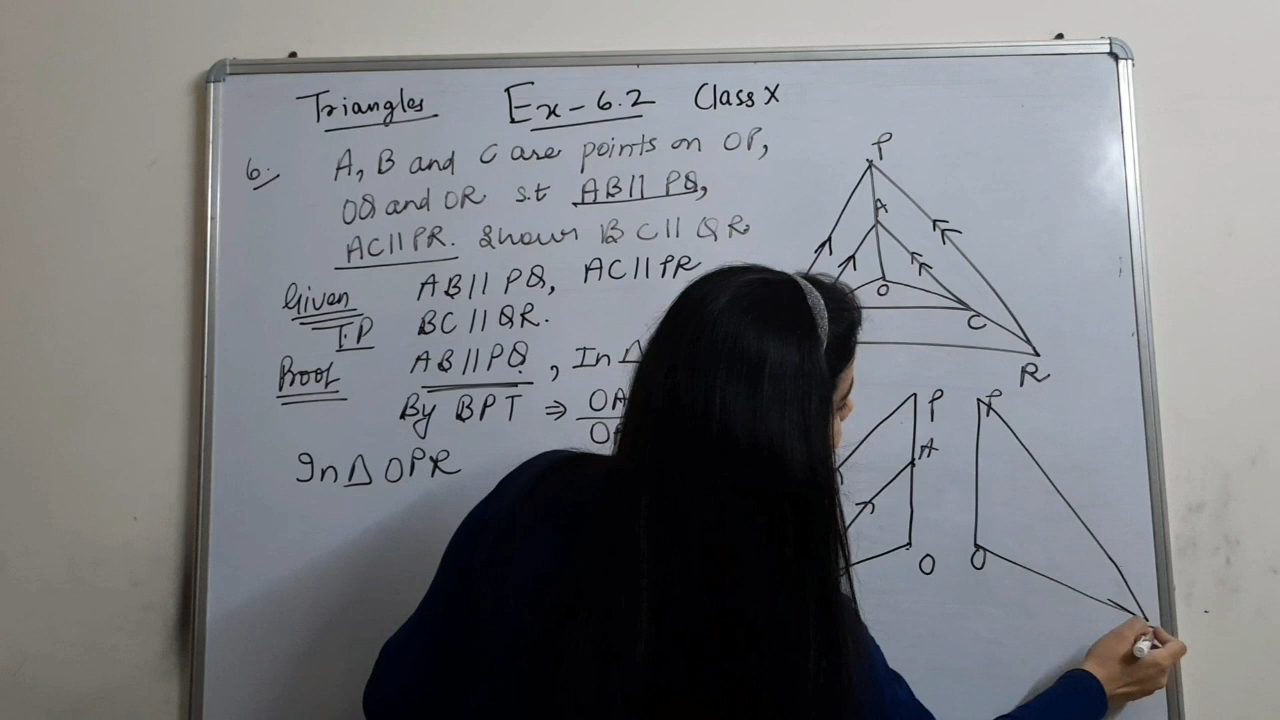 Triangles Ex-6.2 Class X
6. A, B and C are points on OP,
OQ and OR s.t AB || PQ,
AC || PR. Show BC || QR
Given AB || PQ, AC || PR
T.P BC || QR.
Proof AB || PQ, In Δ
By BPT ⇒ OA
In Δ OPR
P
A
O
C
R
P
A
O
P
O